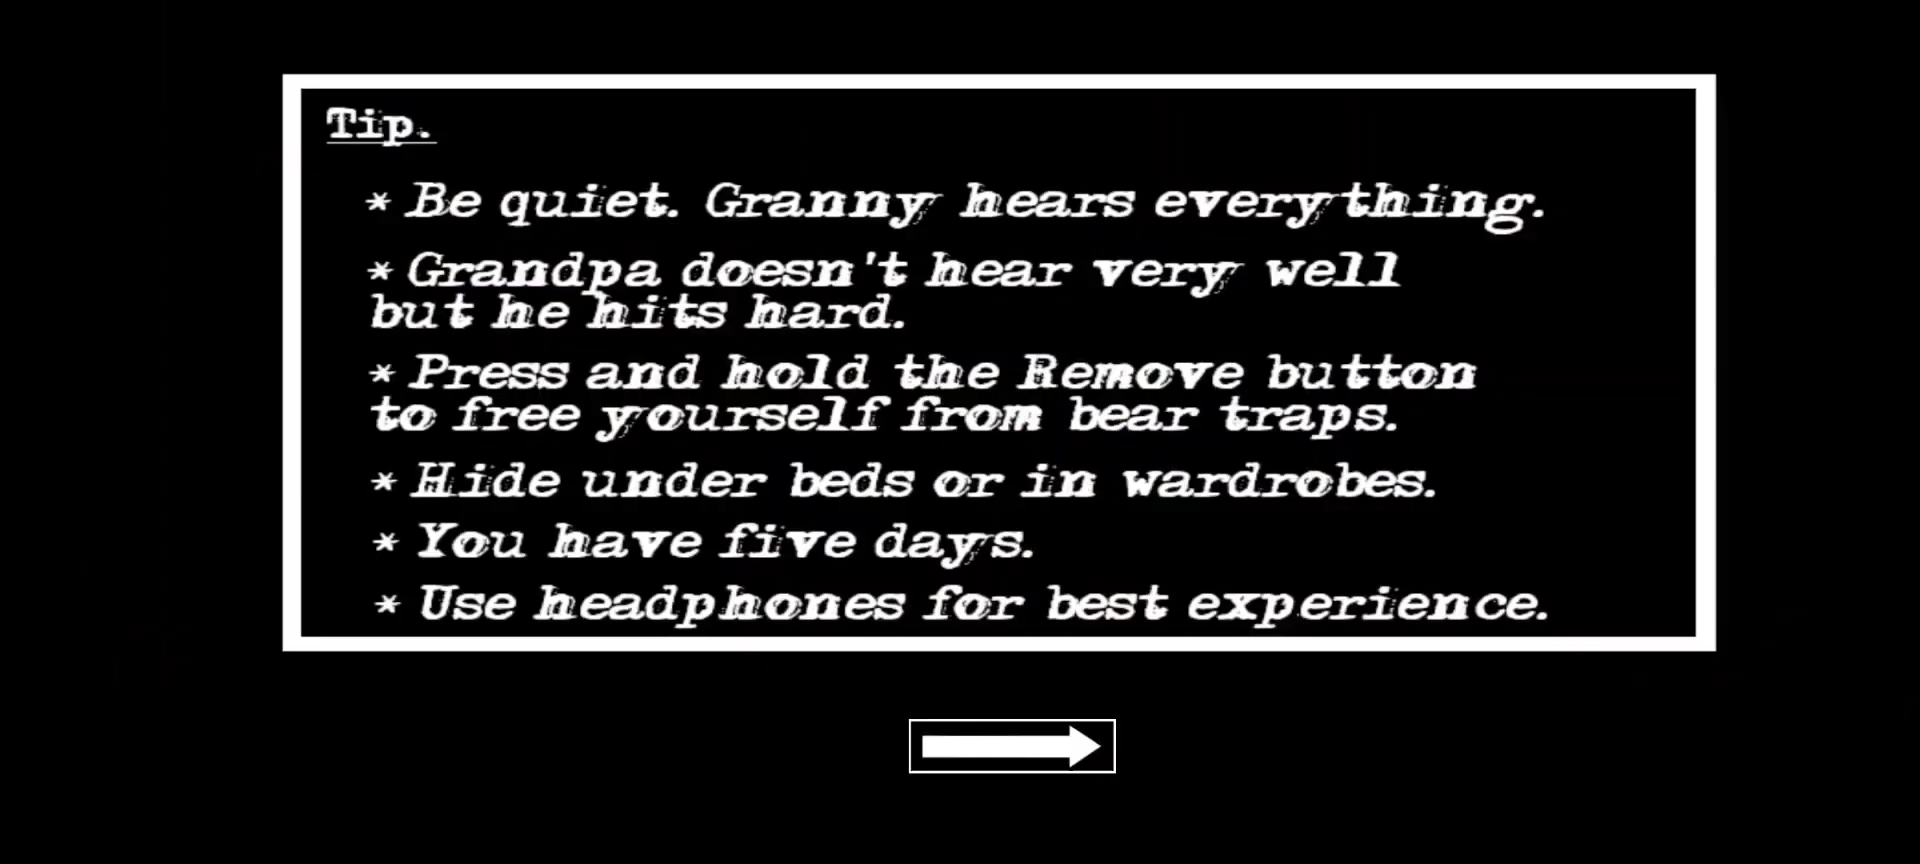 Tip.
* Be quiet. Granny hears everything.
* Grandpa doesn't hear very well
but he hits hard.
* Press and hold the Remove button
to free yourself from bear traps.
* Hide under beds or in wardrobes.
* You have five days.
* Use headphones for best experience.